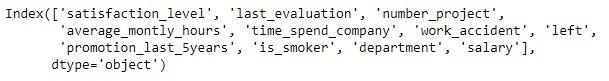 Index(['satisfaction_level', 'last_evaluation', 'number_project',
'average_montly_hours', 'time_spend_company', 'work_accident', 'left',
'promotion_last_5years', 'is_smoker', 'department', 'salary'],
dtype='object')